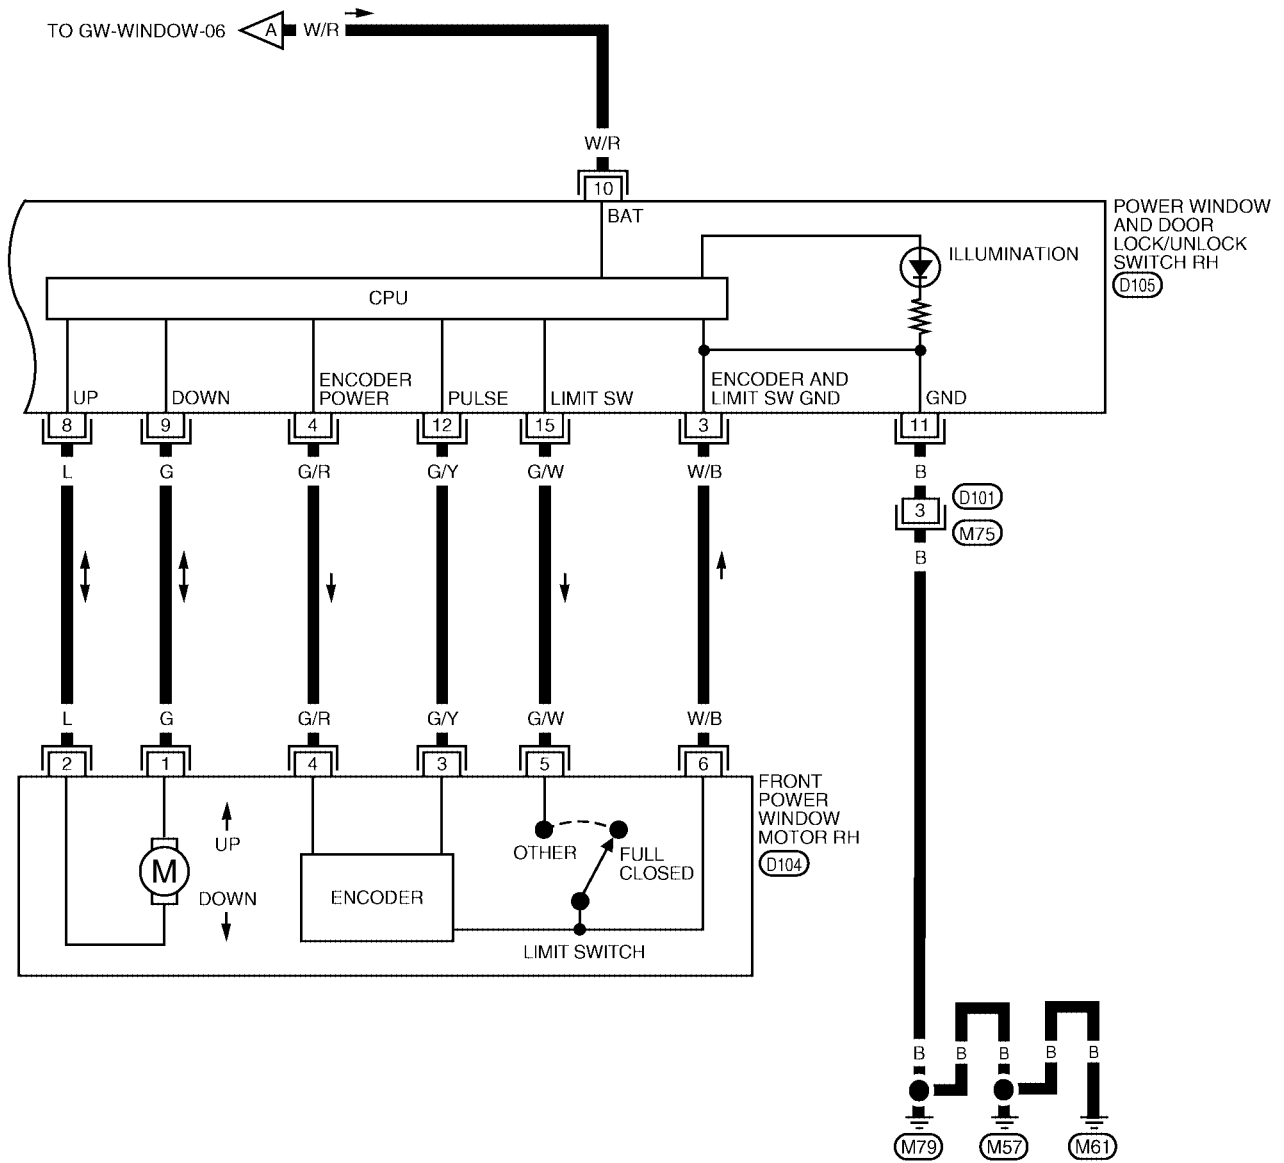 TO GW-WINDOW-06
A
W/R
W/R
10
BAT
POWER WINDOW
AND DOOR
LOCK/UNLOCK
SWITCH RH
D105
ILLUMINATION
CPU
UP
DOWN
ENCODER
POWER
PULSE
LIMIT SW
ENCODER AND
LIMIT SW GND
GND
8 9 4 12 15 3 11
L G G/R G/Y G/W W/B B
3
D101
M75
B
L G G/R G/Y G/W W/B
2 1 4 3 5 6
FRONT
POWER
WINDOW
MOTOR RH
D104
UP
M
DOWN
ENCODER
OTHER
FULL
CLOSED
LIMIT SWITCH
B B B B B
M79 M57 M61